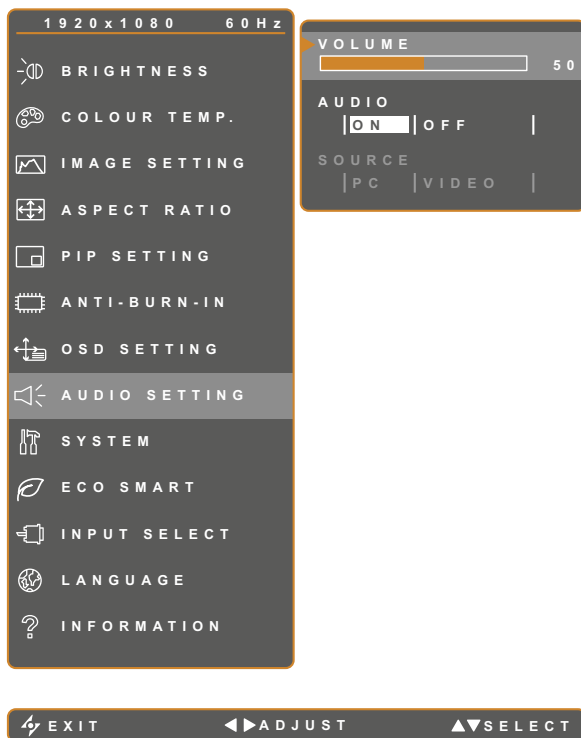 1920x1080 60Hz
BRIGHTNESS
COLOUR TEMP.
IMAGE SETTING
ASPECT RATIO
PIP SETTING
ANTI-BURN-IN
OSD SETTING
AUDIO SETTING
SYSTEM
ECO SMART
INPUT SELECT
LANGUAGE
INFORMATION
VOLUME
50
AUDIO
ON OFF
SOURCE
PC VIDEO
EXIT ADJUST SELECT